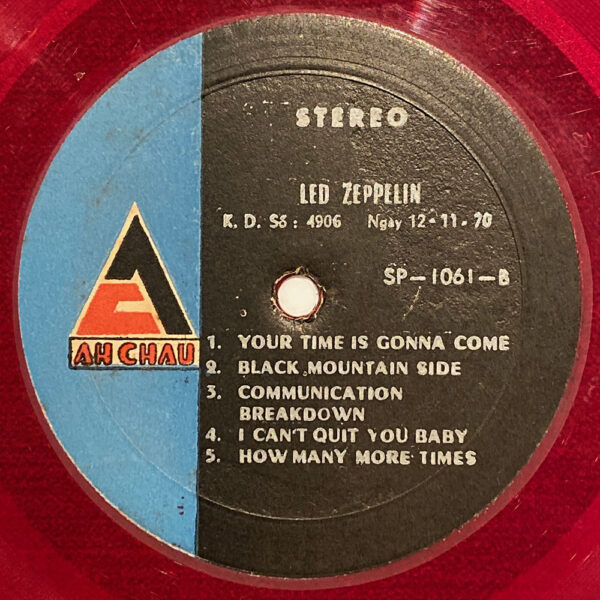 STEREO
LED ZEPPELIN
K. D. Số : 4906 Ngày 12-11-70
SP-1061-B
AH CHAU
1. YOUR TIME IS GONNA COME
2. BLACK MOUNTAIN SIDE
3. COMMUNICATION
BREAKDOWN
4. I CAN'T QUIT YOU BABY
5. HOW MANY MORE TIMES